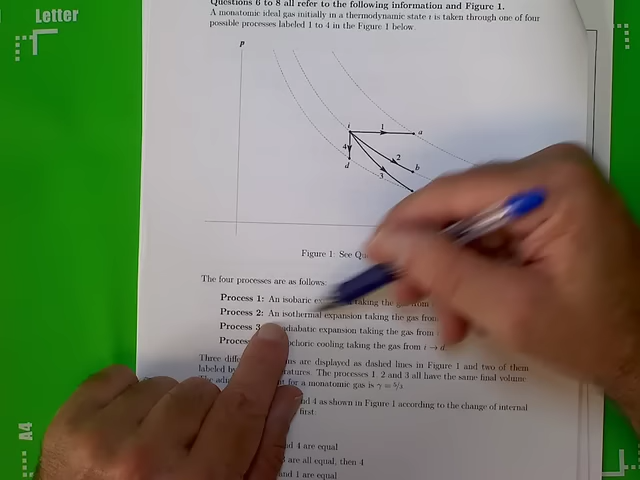 Letter
Questions 6 to 8 all refer to the following information and Figure 1.
A monatomic ideal gas initially in a thermodynamic state i is taken through one of four
possible processes labeled 1 to 4 in the Figure 1 below.
p
i 1 a
4 2 b
d 3
Figure 1: See Qu
The four processes are as follows:
Process 1: An isobaric taking the gas from
Process 2: An isothermal expansion taking the gas from
Process 3 adiabatic expansion taking the gas from
Process ochoric cooling taking the gas from i → d.
Three are displayed as dashed lines in Figure 1 and two of them
labeled The processes 1, 2 and 3 all have the same final volume
for a monatomic gas is γ = 5/3
nd 4 as shown in Figure 1 according to the change of internal
first:
nd 4 are equal
are all equal, then 4
and 1 are equal
A4